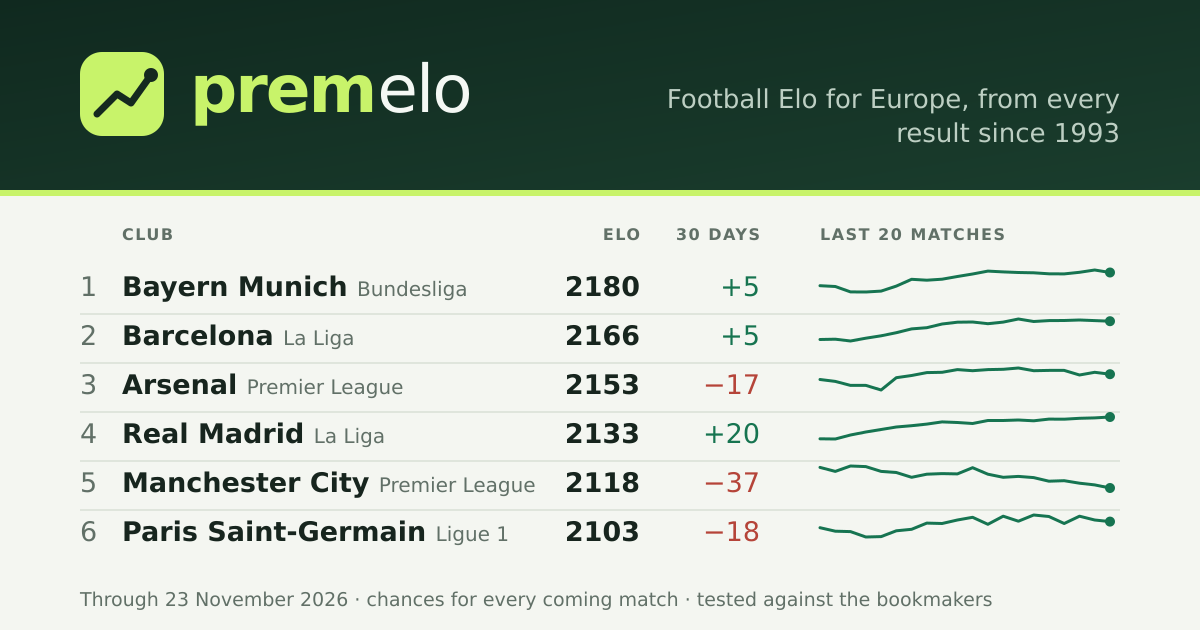 premelo
Football Elo for Europe, from every
result since 1993
CLUB ELO 30 DAYS LAST 20 MATCHES
1 Bayern Munich Bundesliga 2180 +5
2 Barcelona La Liga 2166 +5
3 Arsenal Premier League 2153 −17
4 Real Madrid La Liga 2133 +20
5 Manchester City Premier League 2118 −37
6 Paris Saint-Germain Ligue 1 2103 −18
Through 23 November 2026 · chances for every coming match · tested against the bookmakers